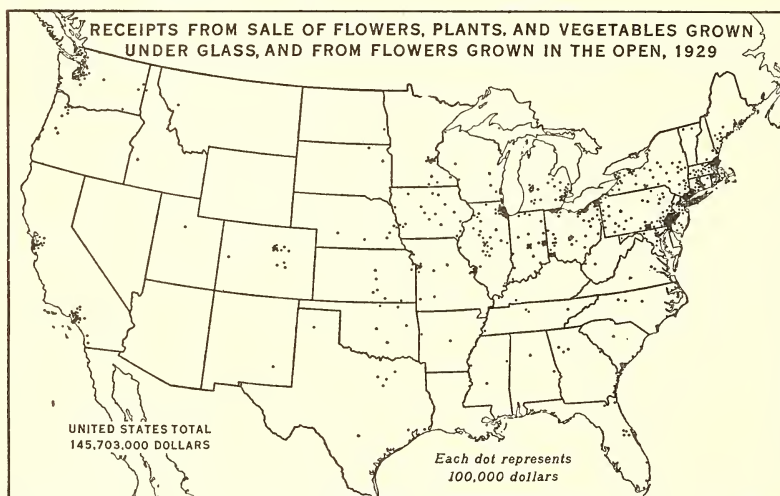 RECEIPTS FROM SALE OF FLOWERS, PLANTS, AND VEGETABLES GROWN
UNDER GLASS, AND FROM FLOWERS GROWN IN THE OPEN, 1929
UNITED STATES TOTAL
145,703,000 DOLLARS
Each dot represents
100,000 dollars